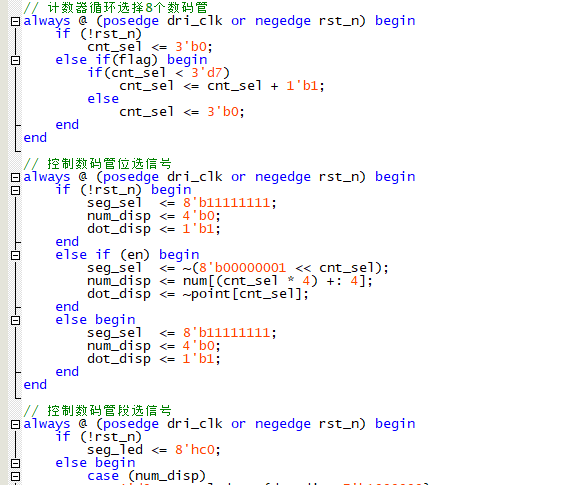 // 计数器循环选择8个数码管
always @ (posedge dri_clk or negedge rst_n) begin
    if (!rst_n)
        cnt_sel <= 3'b0;
    else if(flag) begin
        if(cnt_sel < 3'd7)
            cnt_sel <= cnt_sel + 1'b1;
        else
            cnt_sel <= 3'b0;
    end
end
// 控制数码管位选信号
always @ (posedge dri_clk or negedge rst_n) begin
    if (!rst_n) begin
        seg_sel  <= 8'b11111111;
        num_disp <= 4'b0;
        dot_disp <= 1'b1;
    end
    else if (en) begin
        seg_sel  <= ~(8'b00000001 << cnt_sel);
        num_disp <= num[(cnt_sel * 4) +: 4];
        dot_disp <= ~point[cnt_sel];
    end
    else begin
        seg_sel  <= 8'b11111111;
        num_disp <= 4'b0;
        dot_disp <= 1'b1;
    end
end
// 控制数码管段选信号
always @ (posedge dri_clk or negedge rst_n) begin
    if (!rst_n)
        seg_led <= 8'hc0;
    else begin
        case (num_disp)